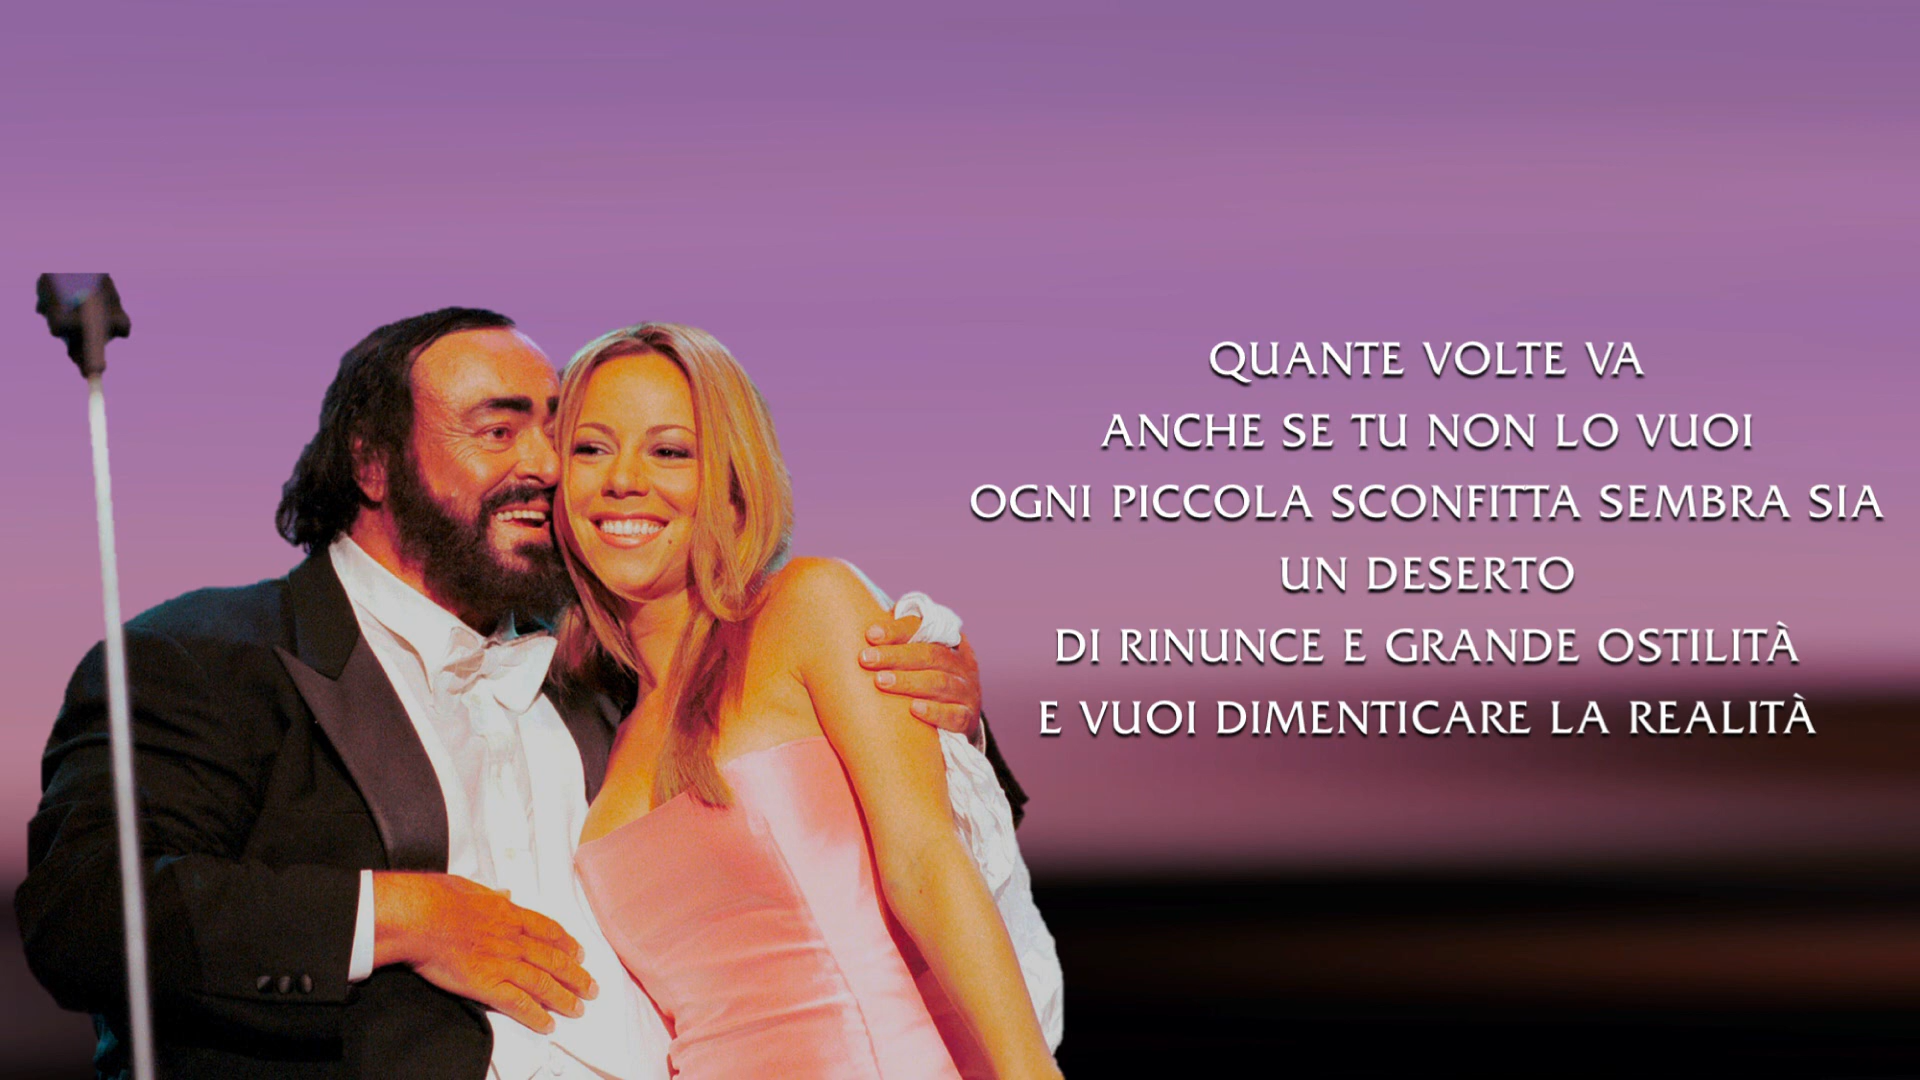 QUANTE VOLTE VA
ANCHE SE TU NON LO VUOI
OGNI PICCOLA SCONFITTA SEMBRA SIA
UN DESERTO
DI RINUNCE E GRANDE OSTILITÀ
E VUOI DIMENTICARE LA REALITÀ